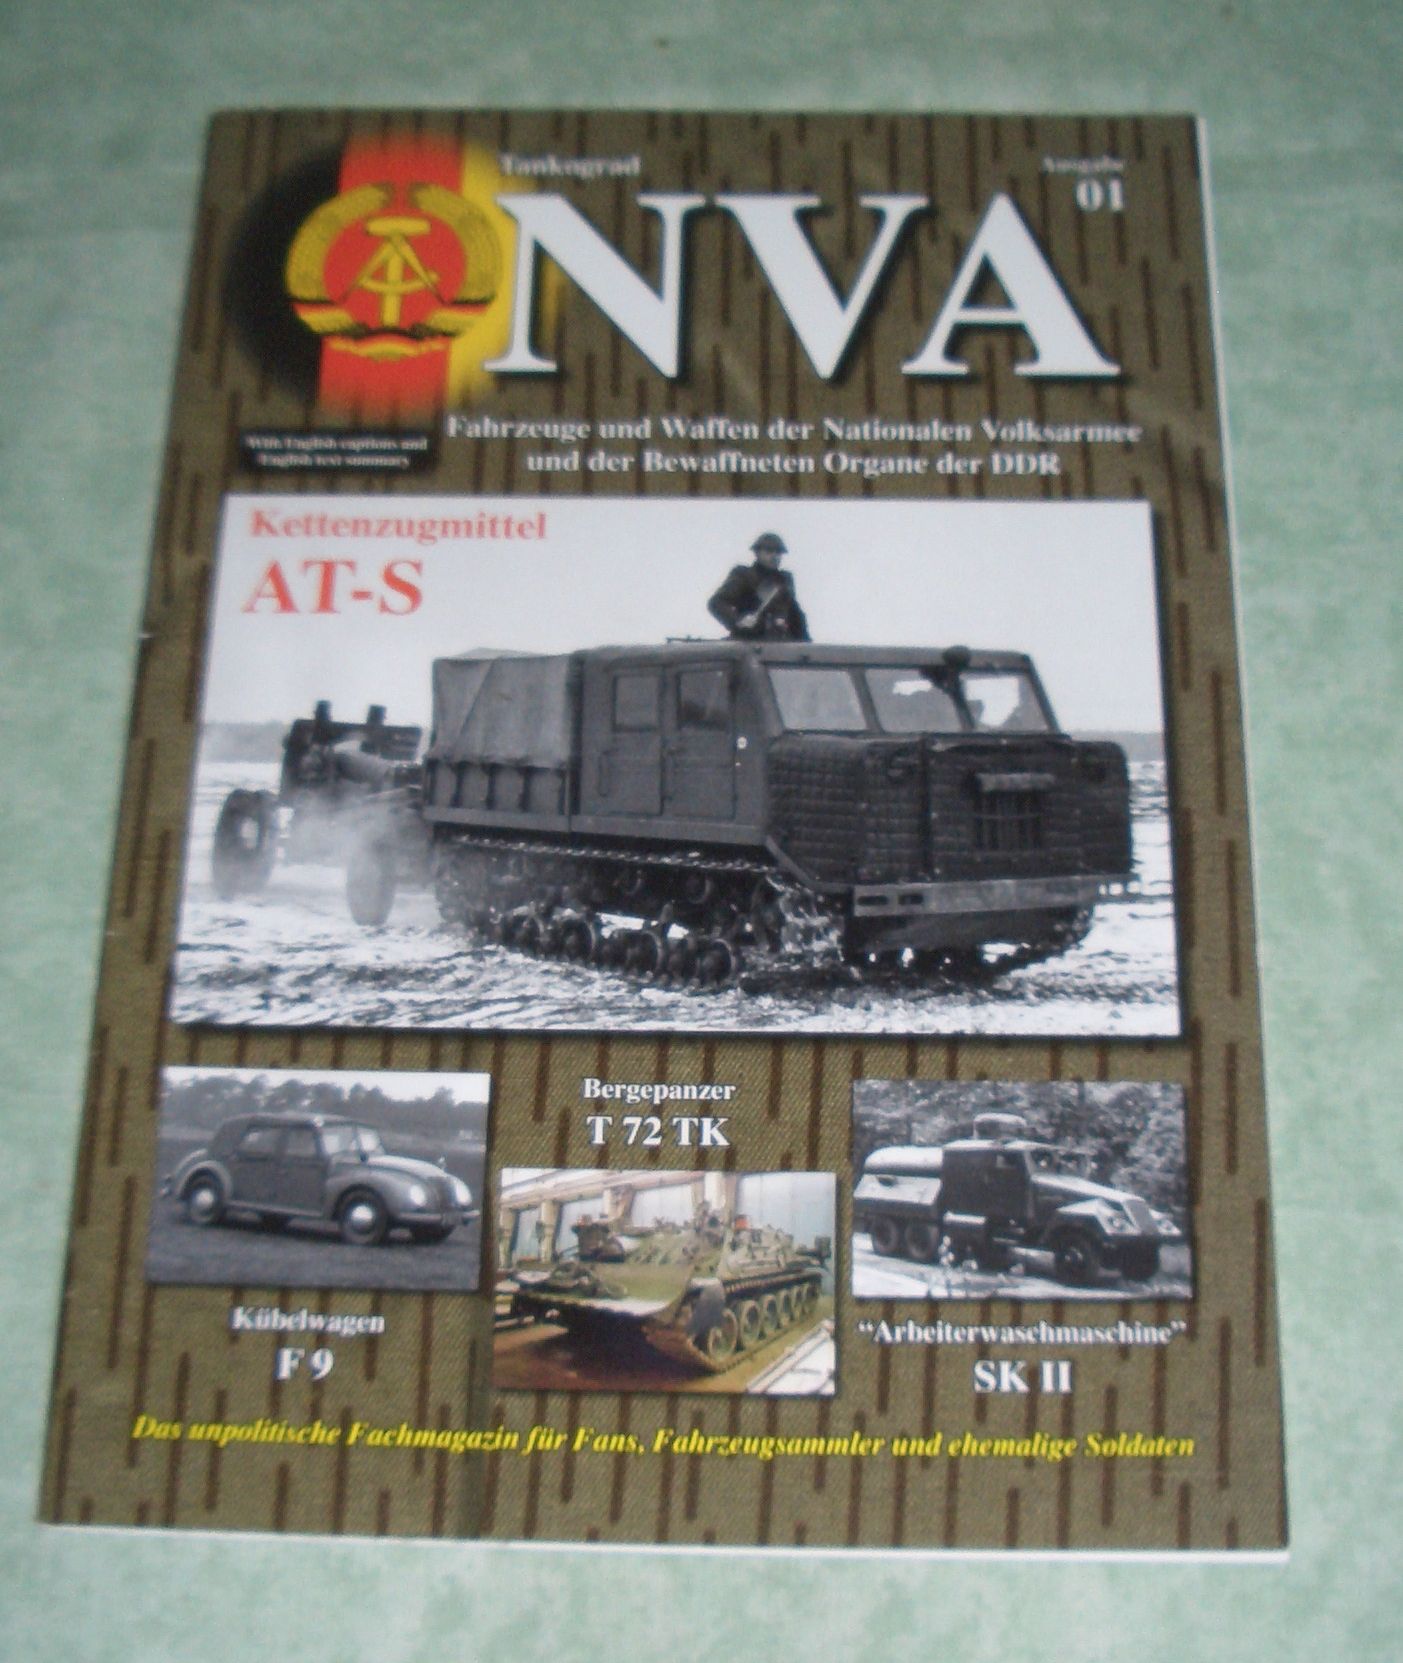 Tankograd
Ausgabe
01
NVA
With English captions and
English text summary
Fahrzeuge und Waffen der Nationalen Volksarmee
und der Bewaffneten Organe der DDR
Kettenzugmittel
AT-S
Bergepanzer
T 72 TK
Kübelwagen
F 9
“Arbeiterwaschmaschine”
SK II
Das unpolitische Fachmagazin für Fans, Fahrzeugsammler und ehemalige Soldaten